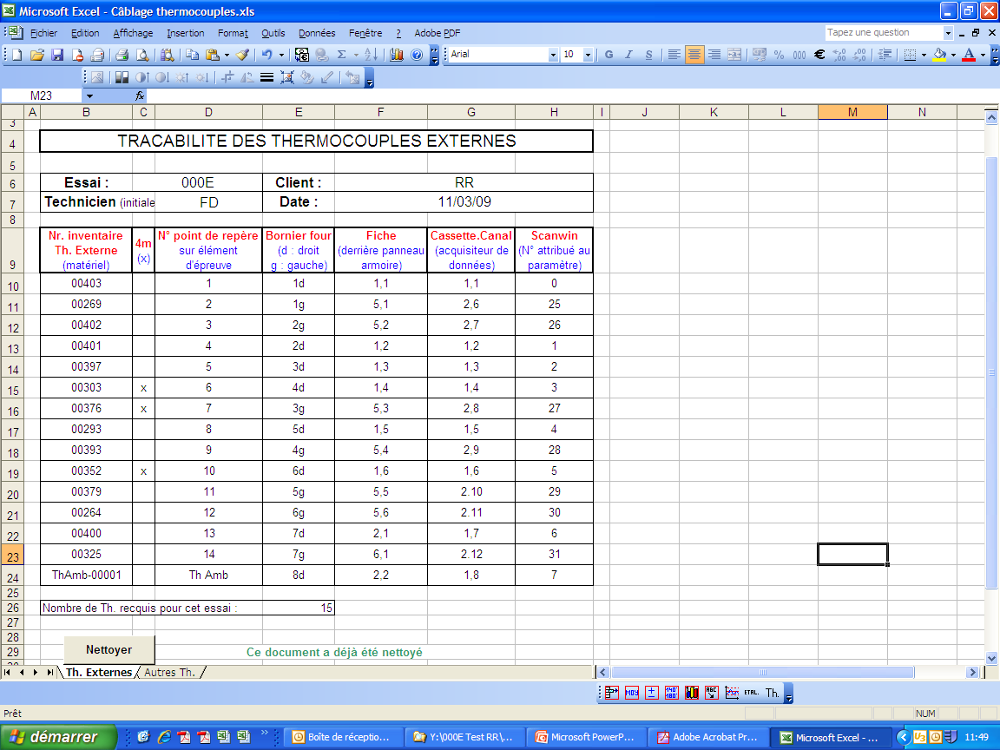 Microsoft Excel - Câblage thermocouples.xls
Fichier Edition Affichage Insertion Format Outils Données Fenêtre ? Adobe PDF Tapez une question
Arial 10 G I S % 000 €
M23 fx
A B C D E F G H I J K L M N
3
4 TRACABILITE DES THERMOCOUPLES EXTERNES
5
6 Essai : 000E Client : RR
7 Technicien (initiale Date : FD 11/03/09
8
Nr. inventaire N° point de repère Bornier four Fiche Cassette.Canal Scanwin
Th. Externe 4m sur élément (d : droit (derrière panneau (acquisiteur de (N° attribué au
9 (matériel) (x) d'épreuve g : gauche) armoire) données) paramètre)
10 00403 1 1d 1,1 1,1 0
11 00269 2 1g 5,1 2,6 25
12 00402 3 2g 5,2 2,7 26
13 00401 4 2d 1,2 1,2 1
14 00397 5 3d 1,3 1,3 2
15 00303 x 6 4d 1,4 1,4 3
16 00376 x 7 3g 5,3 2,8 27
17 00293 8 5d 1,5 1,5 4
18 00393 9 4g 5,4 2,9 28
19 00352 x 10 6d 1,6 1,6 5
20 00379 11 5g 5,5 2.10 29
21 00264 12 6g 5,6 2.11 30
22 00400 13 7d 2,1 1,7 6
23 00325 14 7g 6,1 2.12 31
24 ThAmb-00001 Th Amb 8d 2,2 1,8 7
25
26 Nombre de Th. recquis pour cet essai : 15
27
28
29 Nettoyer Ce document a déjà été nettoyé
Th. Externes Autres Th.
MOY ABC ETAL. Th.
Prêt NUM
démarrer Boîte de réceptio... Y:\000E Test RR\... Microsoft PowerP... Adobe Acrobat Pr... Microsoft Excel - ... 11:49